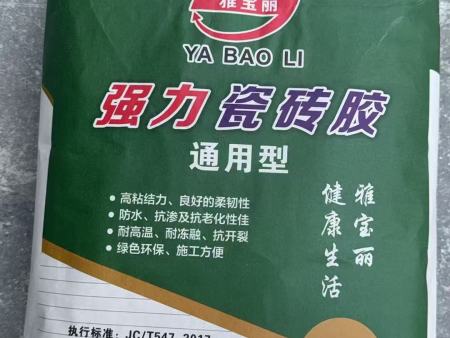 雅宝丽
YA BAO LI
强力瓷砖胶
通用型
• 高粘结力、良好的柔韧性
• 防水、抗渗及抗老化性佳
• 耐高温、耐冻融、抗开裂
• 绿色环保、施工方便
雅宝丽
健康生活
执行标准：JC/T547-2017